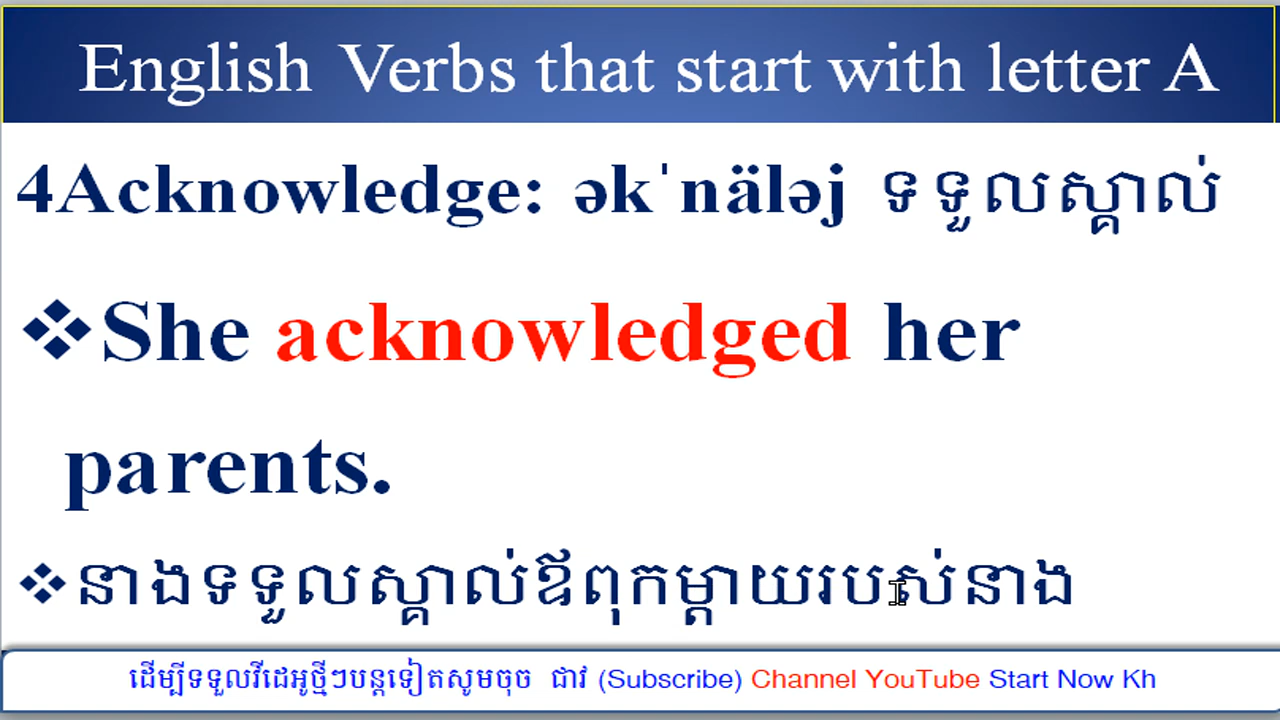 English Verbs that start with letter A
4Acknowledge: əkˈnäləj ទទួលស្គាល់
❖She acknowledged her
parents.
❖នាងទទួលស្គាល់ឪពុកម្តាយរបស់នាង
ដើម្បីទទួលវីដេអូថ្មីៗបន្តទៀតសូមចុច ជាវ (Subscribe) Channel YouTube Start Now Kh